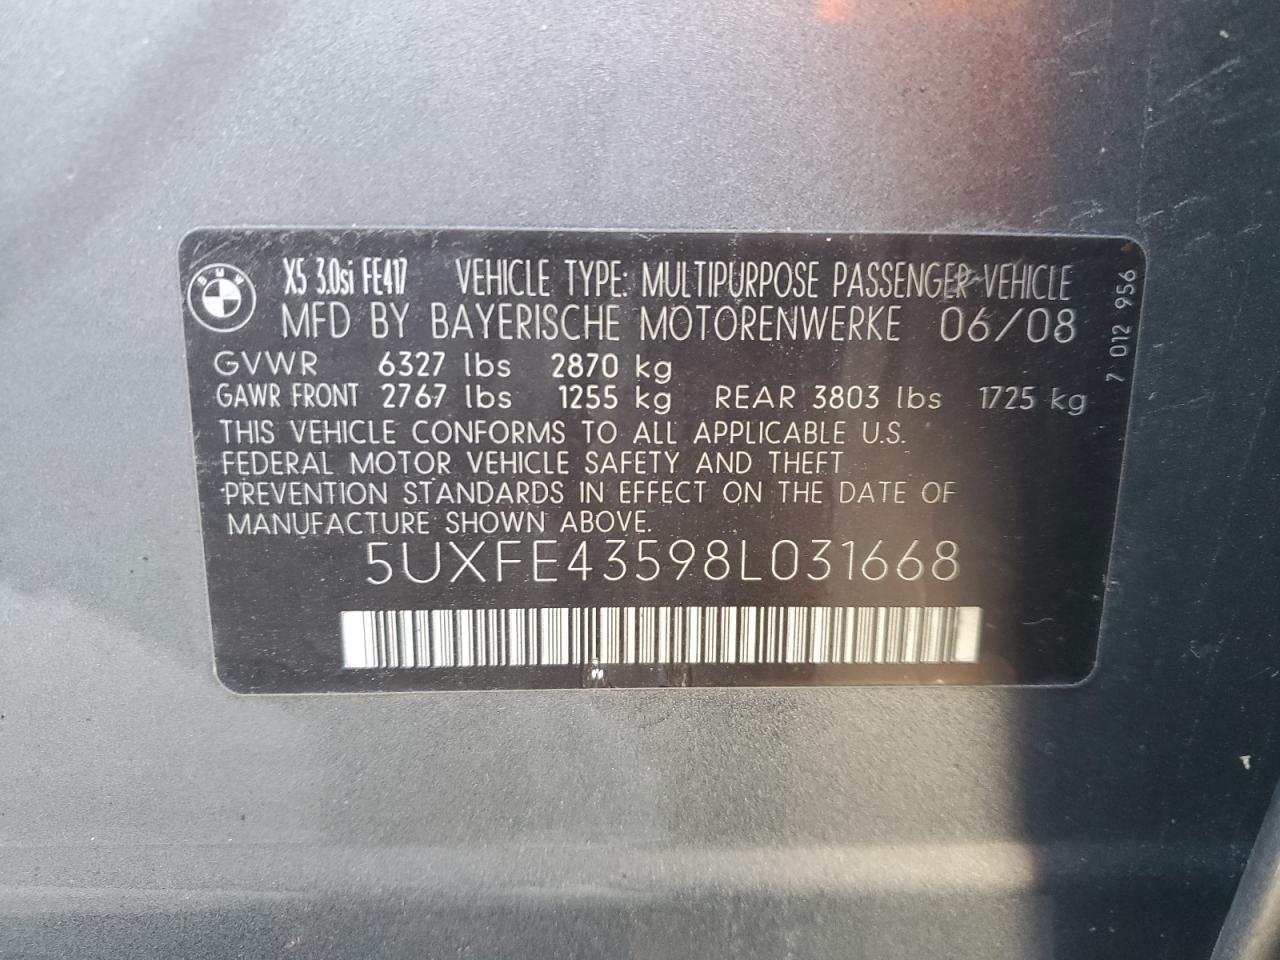 BMW
X5 3.0si FE417 VEHICLE TYPE: MULTIPURPOSE PASSENGER VEHICLE
MFD BY BAYERISCHE MOTORENWERKE 06/08
GVWR 6327 lbs 2870 kg
GAWR FRONT 2767 lbs 1255 kg REAR 3803 lbs 1725 kg
THIS VEHICLE CONFORMS TO ALL APPLICABLE U.S.
FEDERAL MOTOR VEHICLE SAFETY AND THEFT
PREVENTION STANDARDS IN EFFECT ON THE DATE OF
MANUFACTURE SHOWN ABOVE.
5UXFE43598L031668
7 012 956